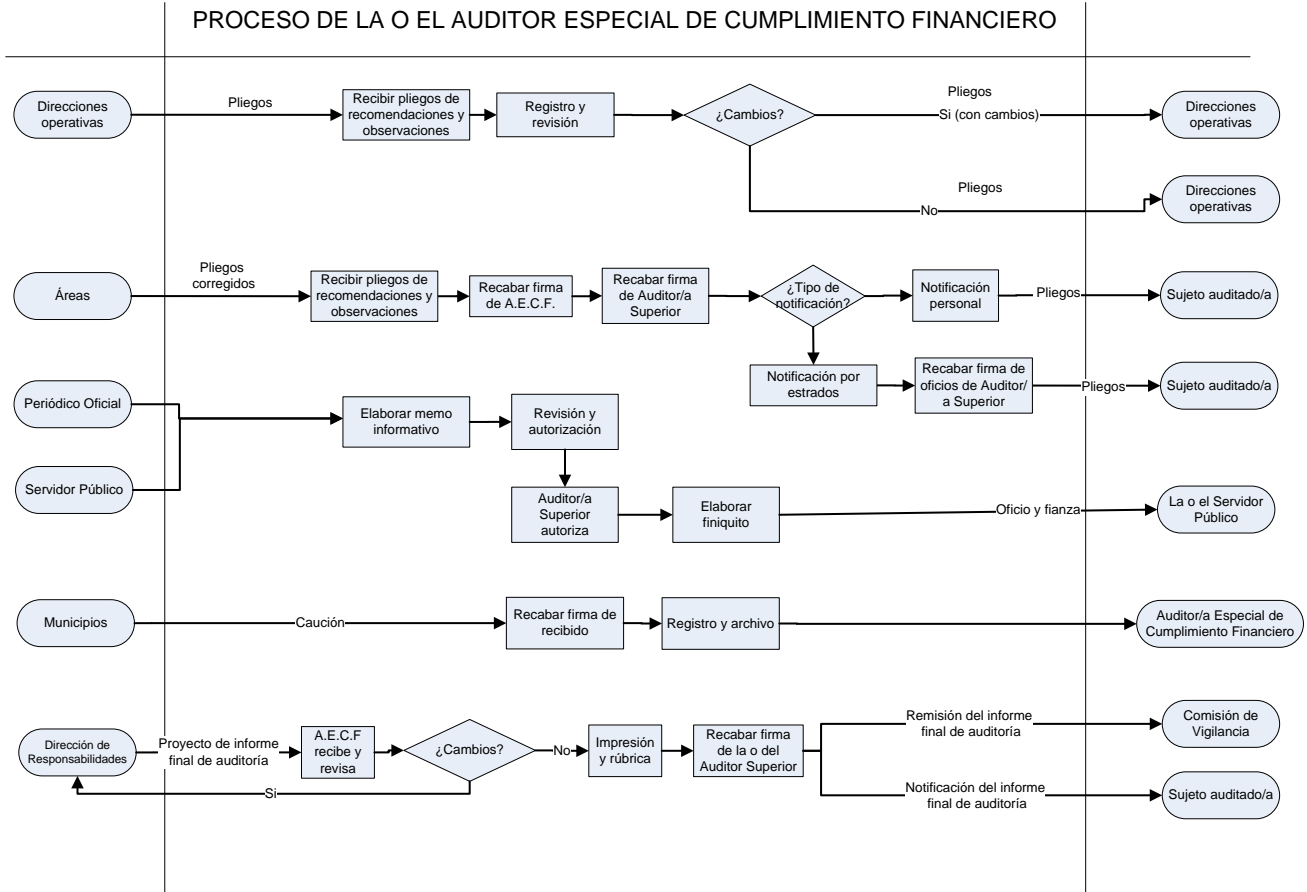 PROCESO DE LA O EL AUDITOR ESPECIAL DE CUMPLIMIENTO FINANCIERO
Direcciones
operativas
Pliegos
Recibir pliegos de
recomendaciones y
observaciones
Registro y
revisión
¿Cambios?
Pliegos
Si (con cambios)
Direcciones
operativas
Pliegos
No
Direcciones
operativas
Áreas
Pliegos
corregidos
Recibir pliegos de
recomendaciones y
observaciones
Recabar firma
de A.E.C.F.
Recabar firma
de Auditor/a
Superior
¿Tipo de
notificación?
Notificación
personal
Pliegos
Sujeto auditado/a
Notificación por
estrados
Recabar firma de
oficios de Auditor/
a Superior
Pliegos
Sujeto auditado/a
Periódico Oficial
Servidor Público
Elaborar memo
informativo
Revisión y
autorización
Auditor/a
Superior
autoriza
Elaborar
finiquito
Oficio y fianza
La o el Servidor
Público
Municipios
Caución
Recabar firma de
recibido
Registro y archivo
Auditor/a Especial de
Cumplimiento Financiero
Dirección de
Responsabilidades
Proyecto de informe
final de auditoría
A.E.C.F
recibe y
revisa
¿Cambios?
Si
No
Impresión
y rúbrica
Recabar firma
de la o del
Auditor Superior
Remisión del informe
final de auditoría
Comisión de
Vigilancia
Notificación del informe
final de auditoría
Sujeto auditado/a